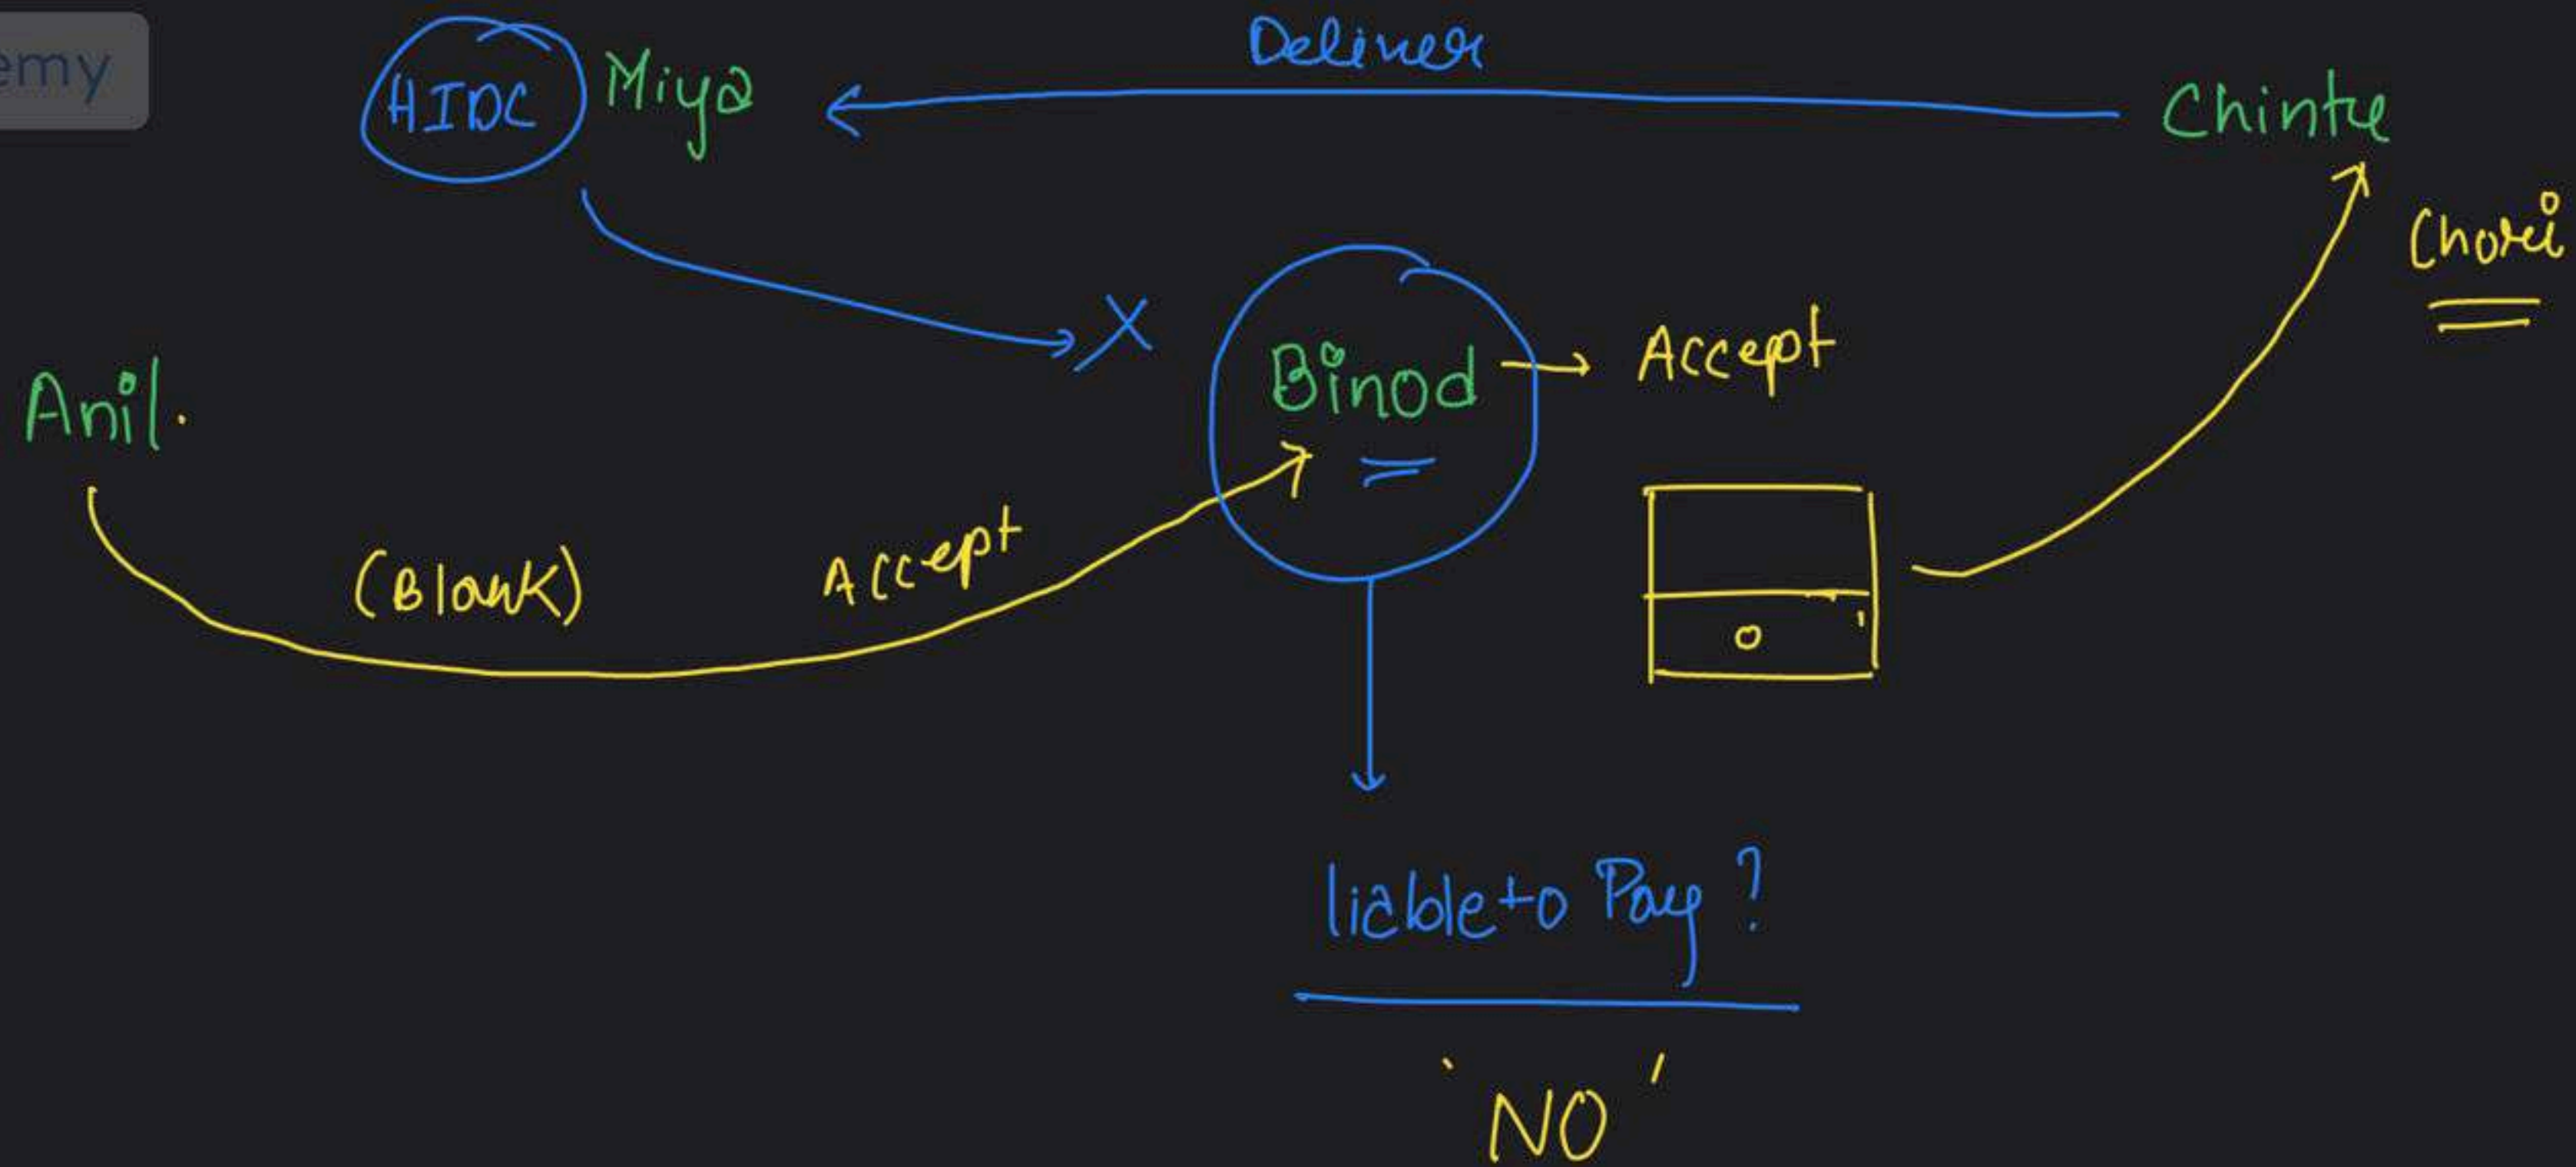 emy
HIDC Miya
Deliver
Chintu
Chori
Binod → Accept
Anil.
(Blank)
Accept
liable to Pay ?
'NO'